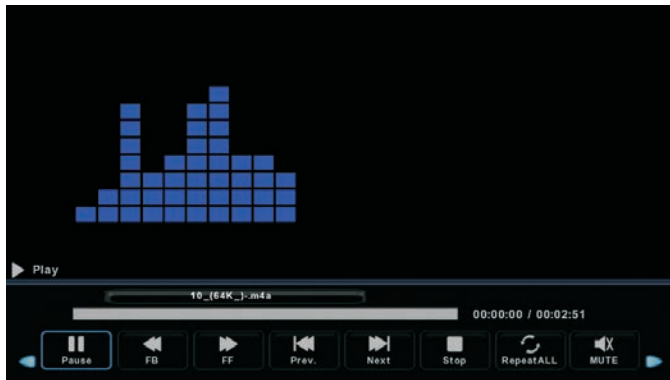 Play
10_(64K_)-.m4a
00:00:00 / 00:02:51
Pause FB FF Prev. Next Stop RepeatALL MUTE